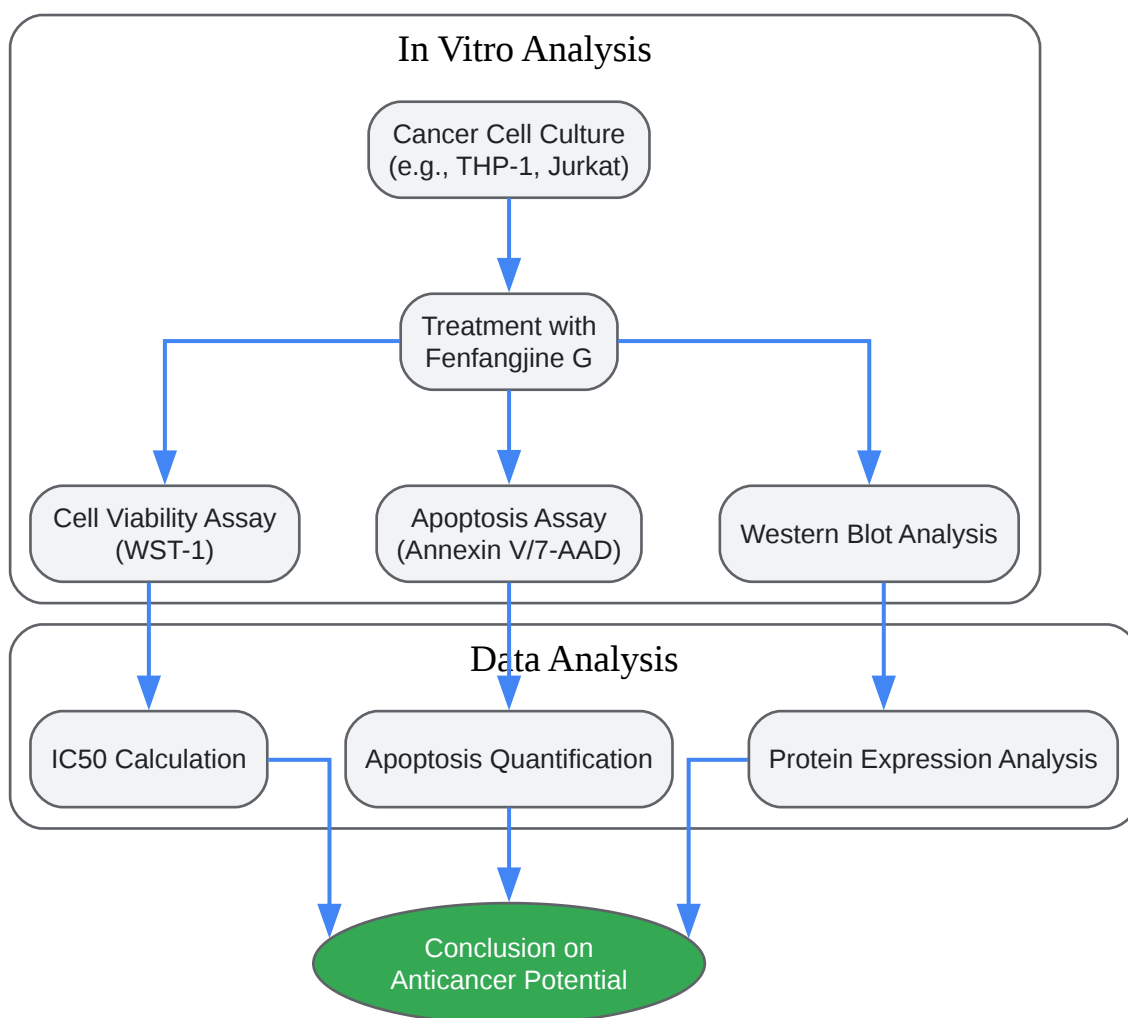 In Vitro Analysis
Cancer Cell Culture
(e.g., THP-1, Jurkat)
Treatment with
Fenfangjine G
Cell Viability Assay
(WST-1)
Apoptosis Assay
(Annexin V/7-AAD)
Western Blot Analysis
Data Analysis
IC50 Calculation
Apoptosis Quantification
Protein Expression Analysis
Conclusion on
Anticancer Potential